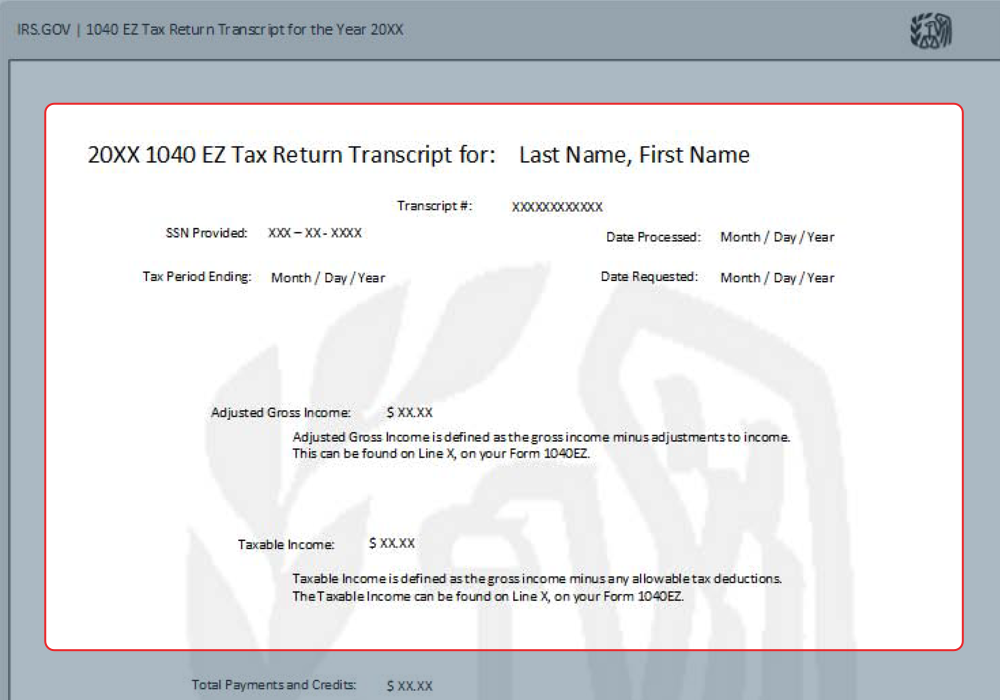 IRS.GOV | 1040 EZ Tax Return Transcript for the Year 20XX
20XX 1040 EZ Tax Return Transcript for: Last Name, First Name
Transcript #: XXXXXXXXXXXX
SSN Provided: XXX – XX - XXXX
Date Processed: Month / Day / Year
Tax Period Ending: Month / Day / Year
Date Requested: Month / Day / Year
Adjusted Gross Income: $ XX.XX
Adjusted Gross Income is defined as the gross income minus adjustments to income.
This can be found on Line X, on your Form 1040EZ.
Taxable Income: $ XX.XX
Taxable Income is defined as the gross income minus any allowable tax deductions.
The Taxable Income can be found on Line X, on your Form 1040EZ.
Total Payments and Credits: $ XX.XX